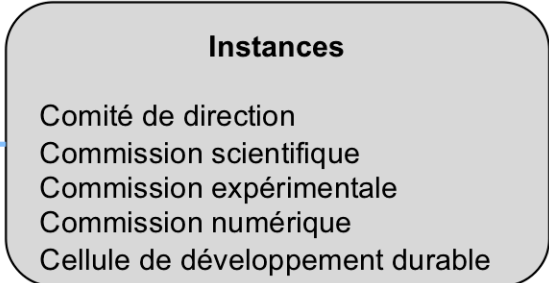 Instances
Comité de direction
Commission scientifique
Commission expérimentale
Commission numérique
Cellule de développement durable